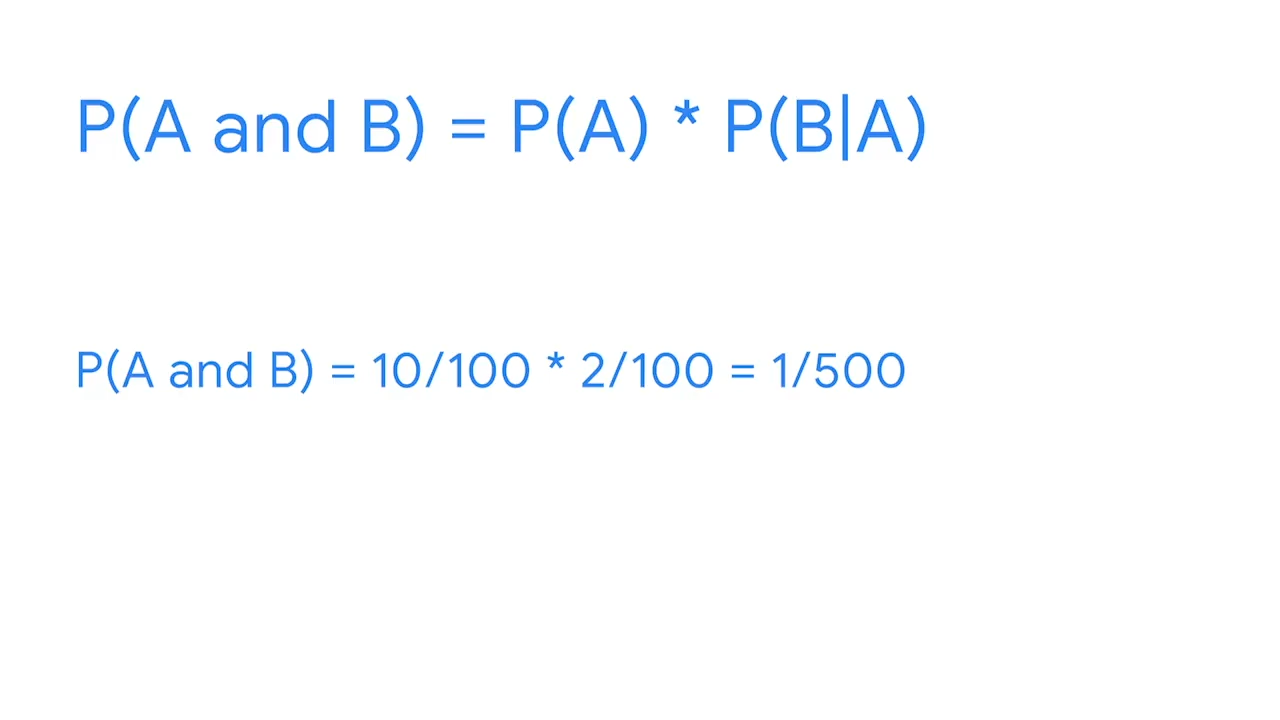 P(A and B) = P(A) * P(B|A)
P(A and B) = 10/100 * 2/100 = 1/500